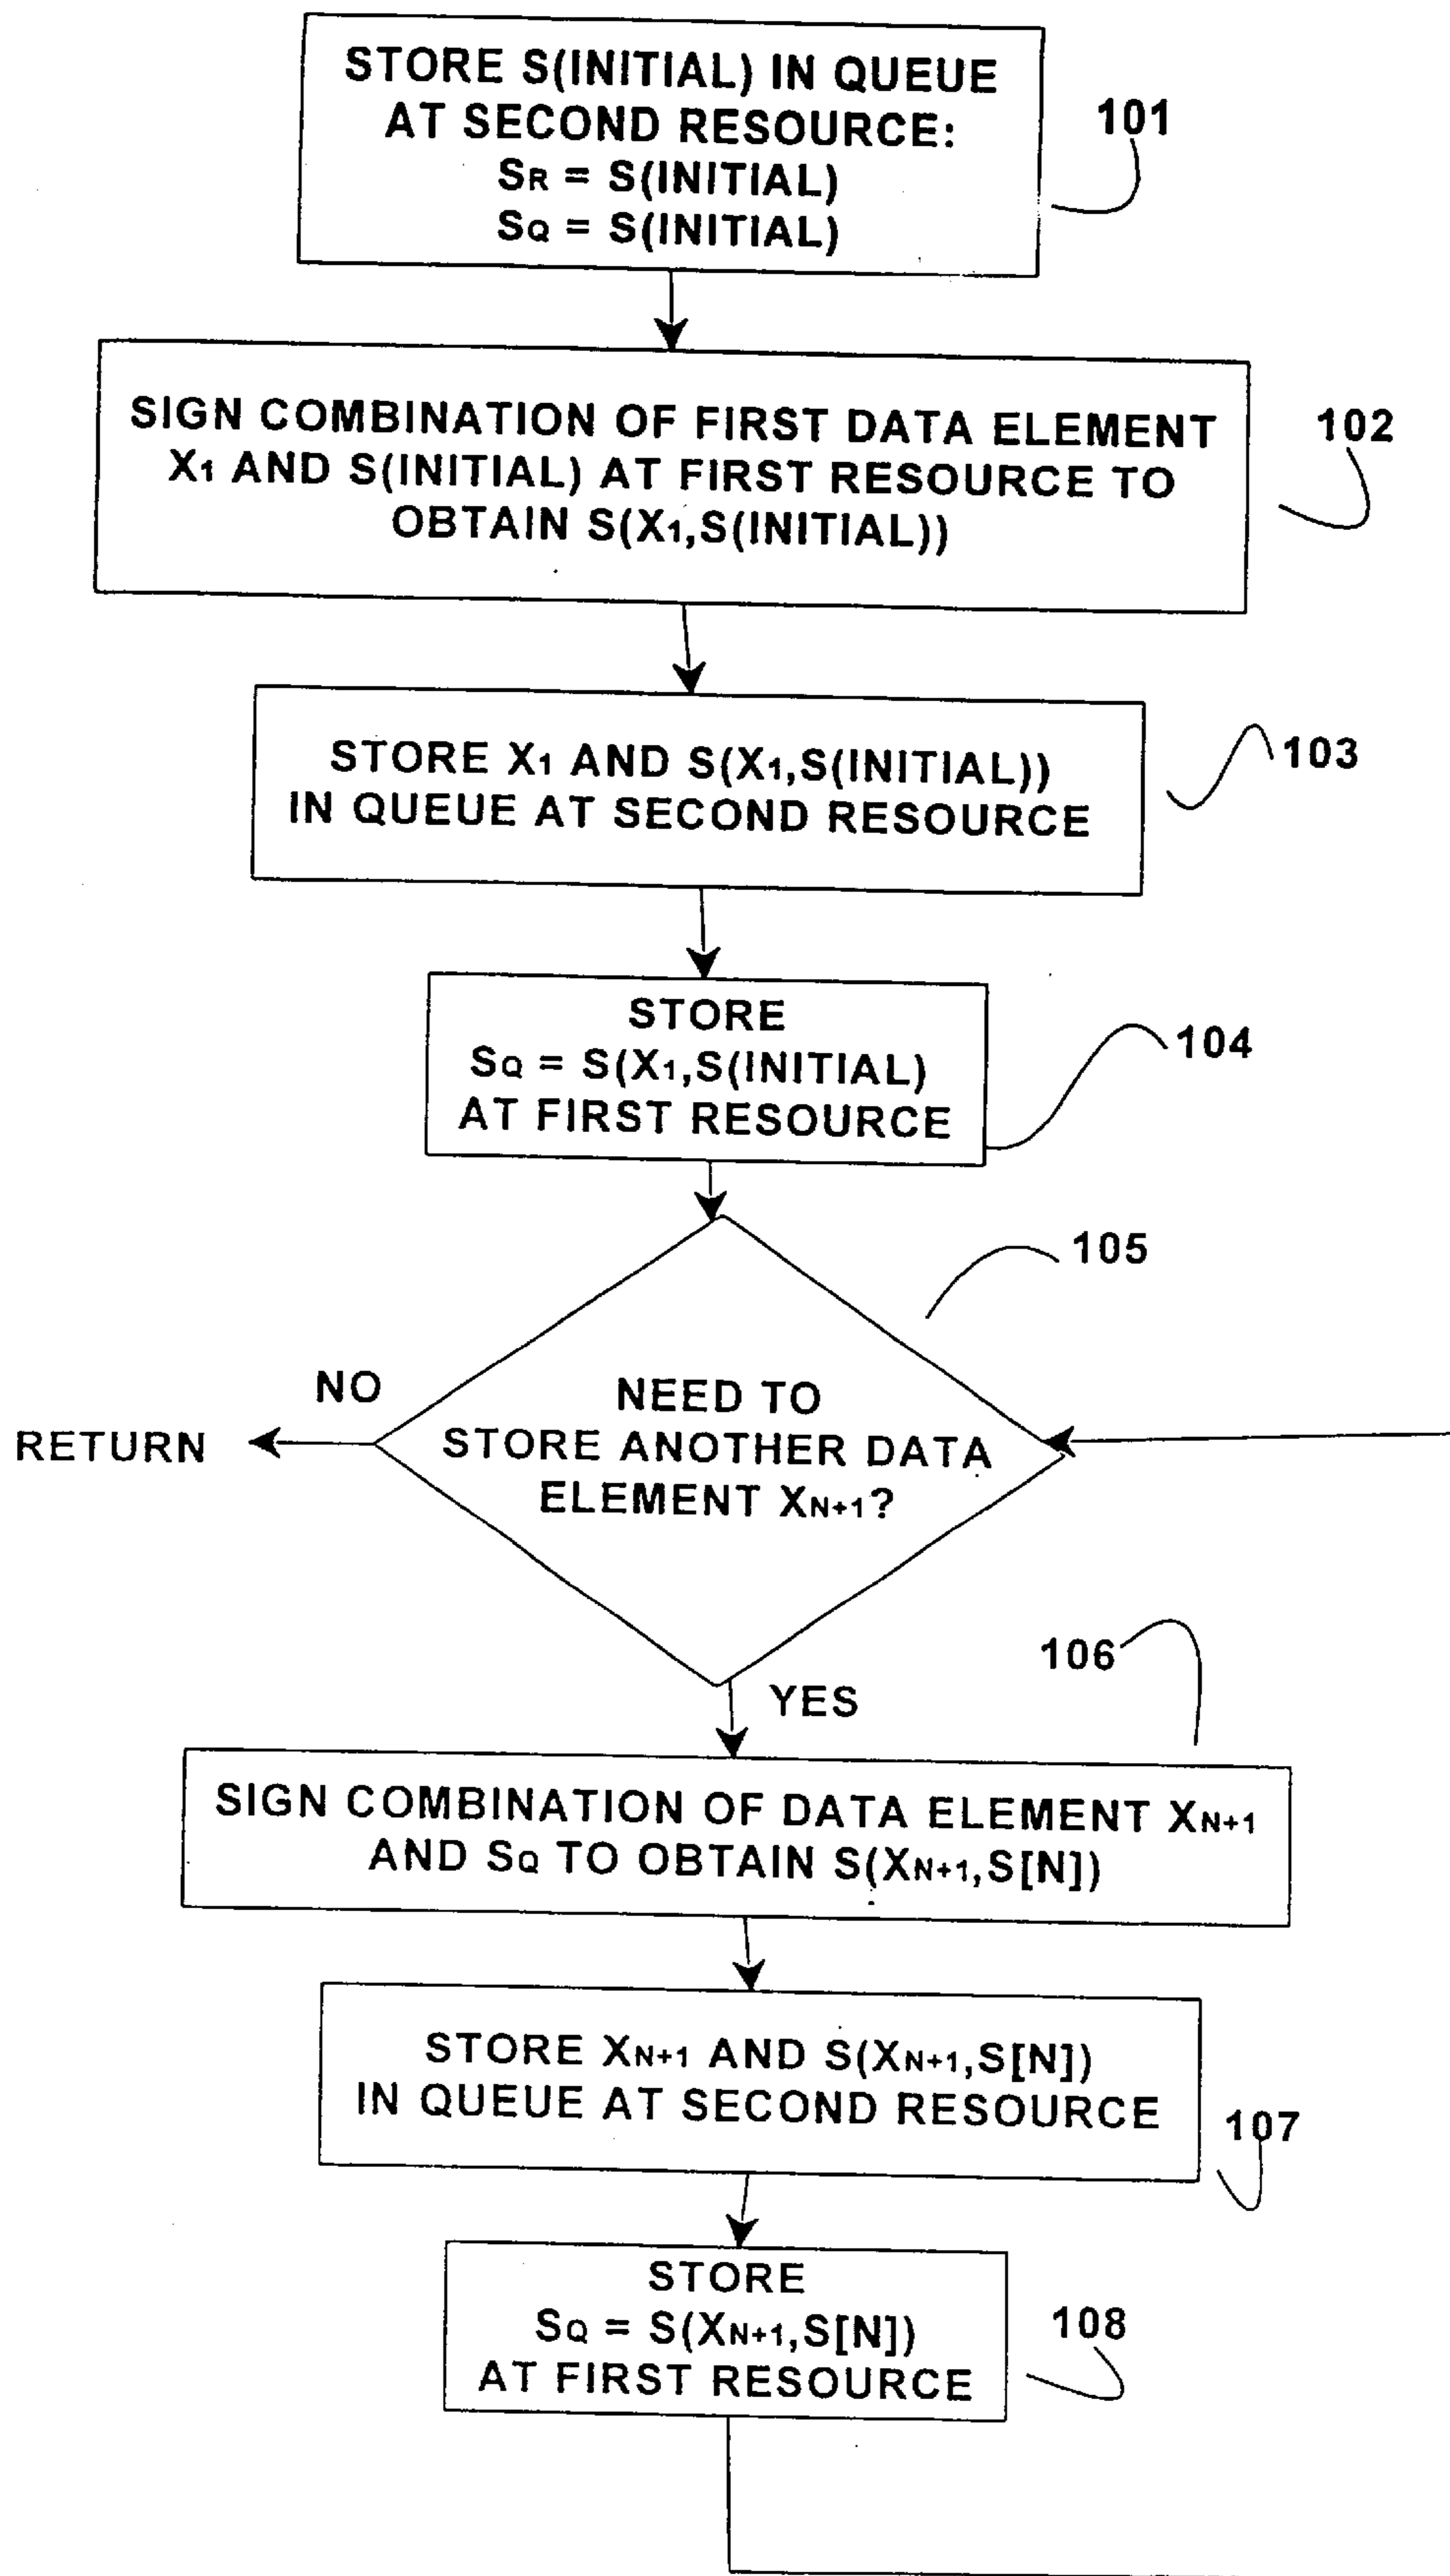 STORE S(INITIAL) IN QUEUE
AT SECOND RESOURCE:
SR = S(INITIAL)
SQ = S(INITIAL)
101
SIGN COMBINATION OF FIRST DATA ELEMENT
X1 AND S(INITIAL) AT FIRST RESOURCE TO
OBTAIN S(X1,S(INITIAL))
102
STORE X1 AND S(X1,S(INITIAL))
IN QUEUE AT SECOND RESOURCE
103
STORE
SQ = S(X1,S(INITIAL)
AT FIRST RESOURCE
104
105
NO
RETURN
NEED TO
STORE ANOTHER DATA
ELEMENT XN+1?
106
YES
SIGN COMBINATION OF DATA ELEMENT XN+1
AND SQ TO OBTAIN S(XN+1,S[N])
STORE XN+1 AND S(XN+1,S[N])
IN QUEUE AT SECOND RESOURCE
107
STORE
SQ = S(XN+1,S[N])
AT FIRST RESOURCE
108